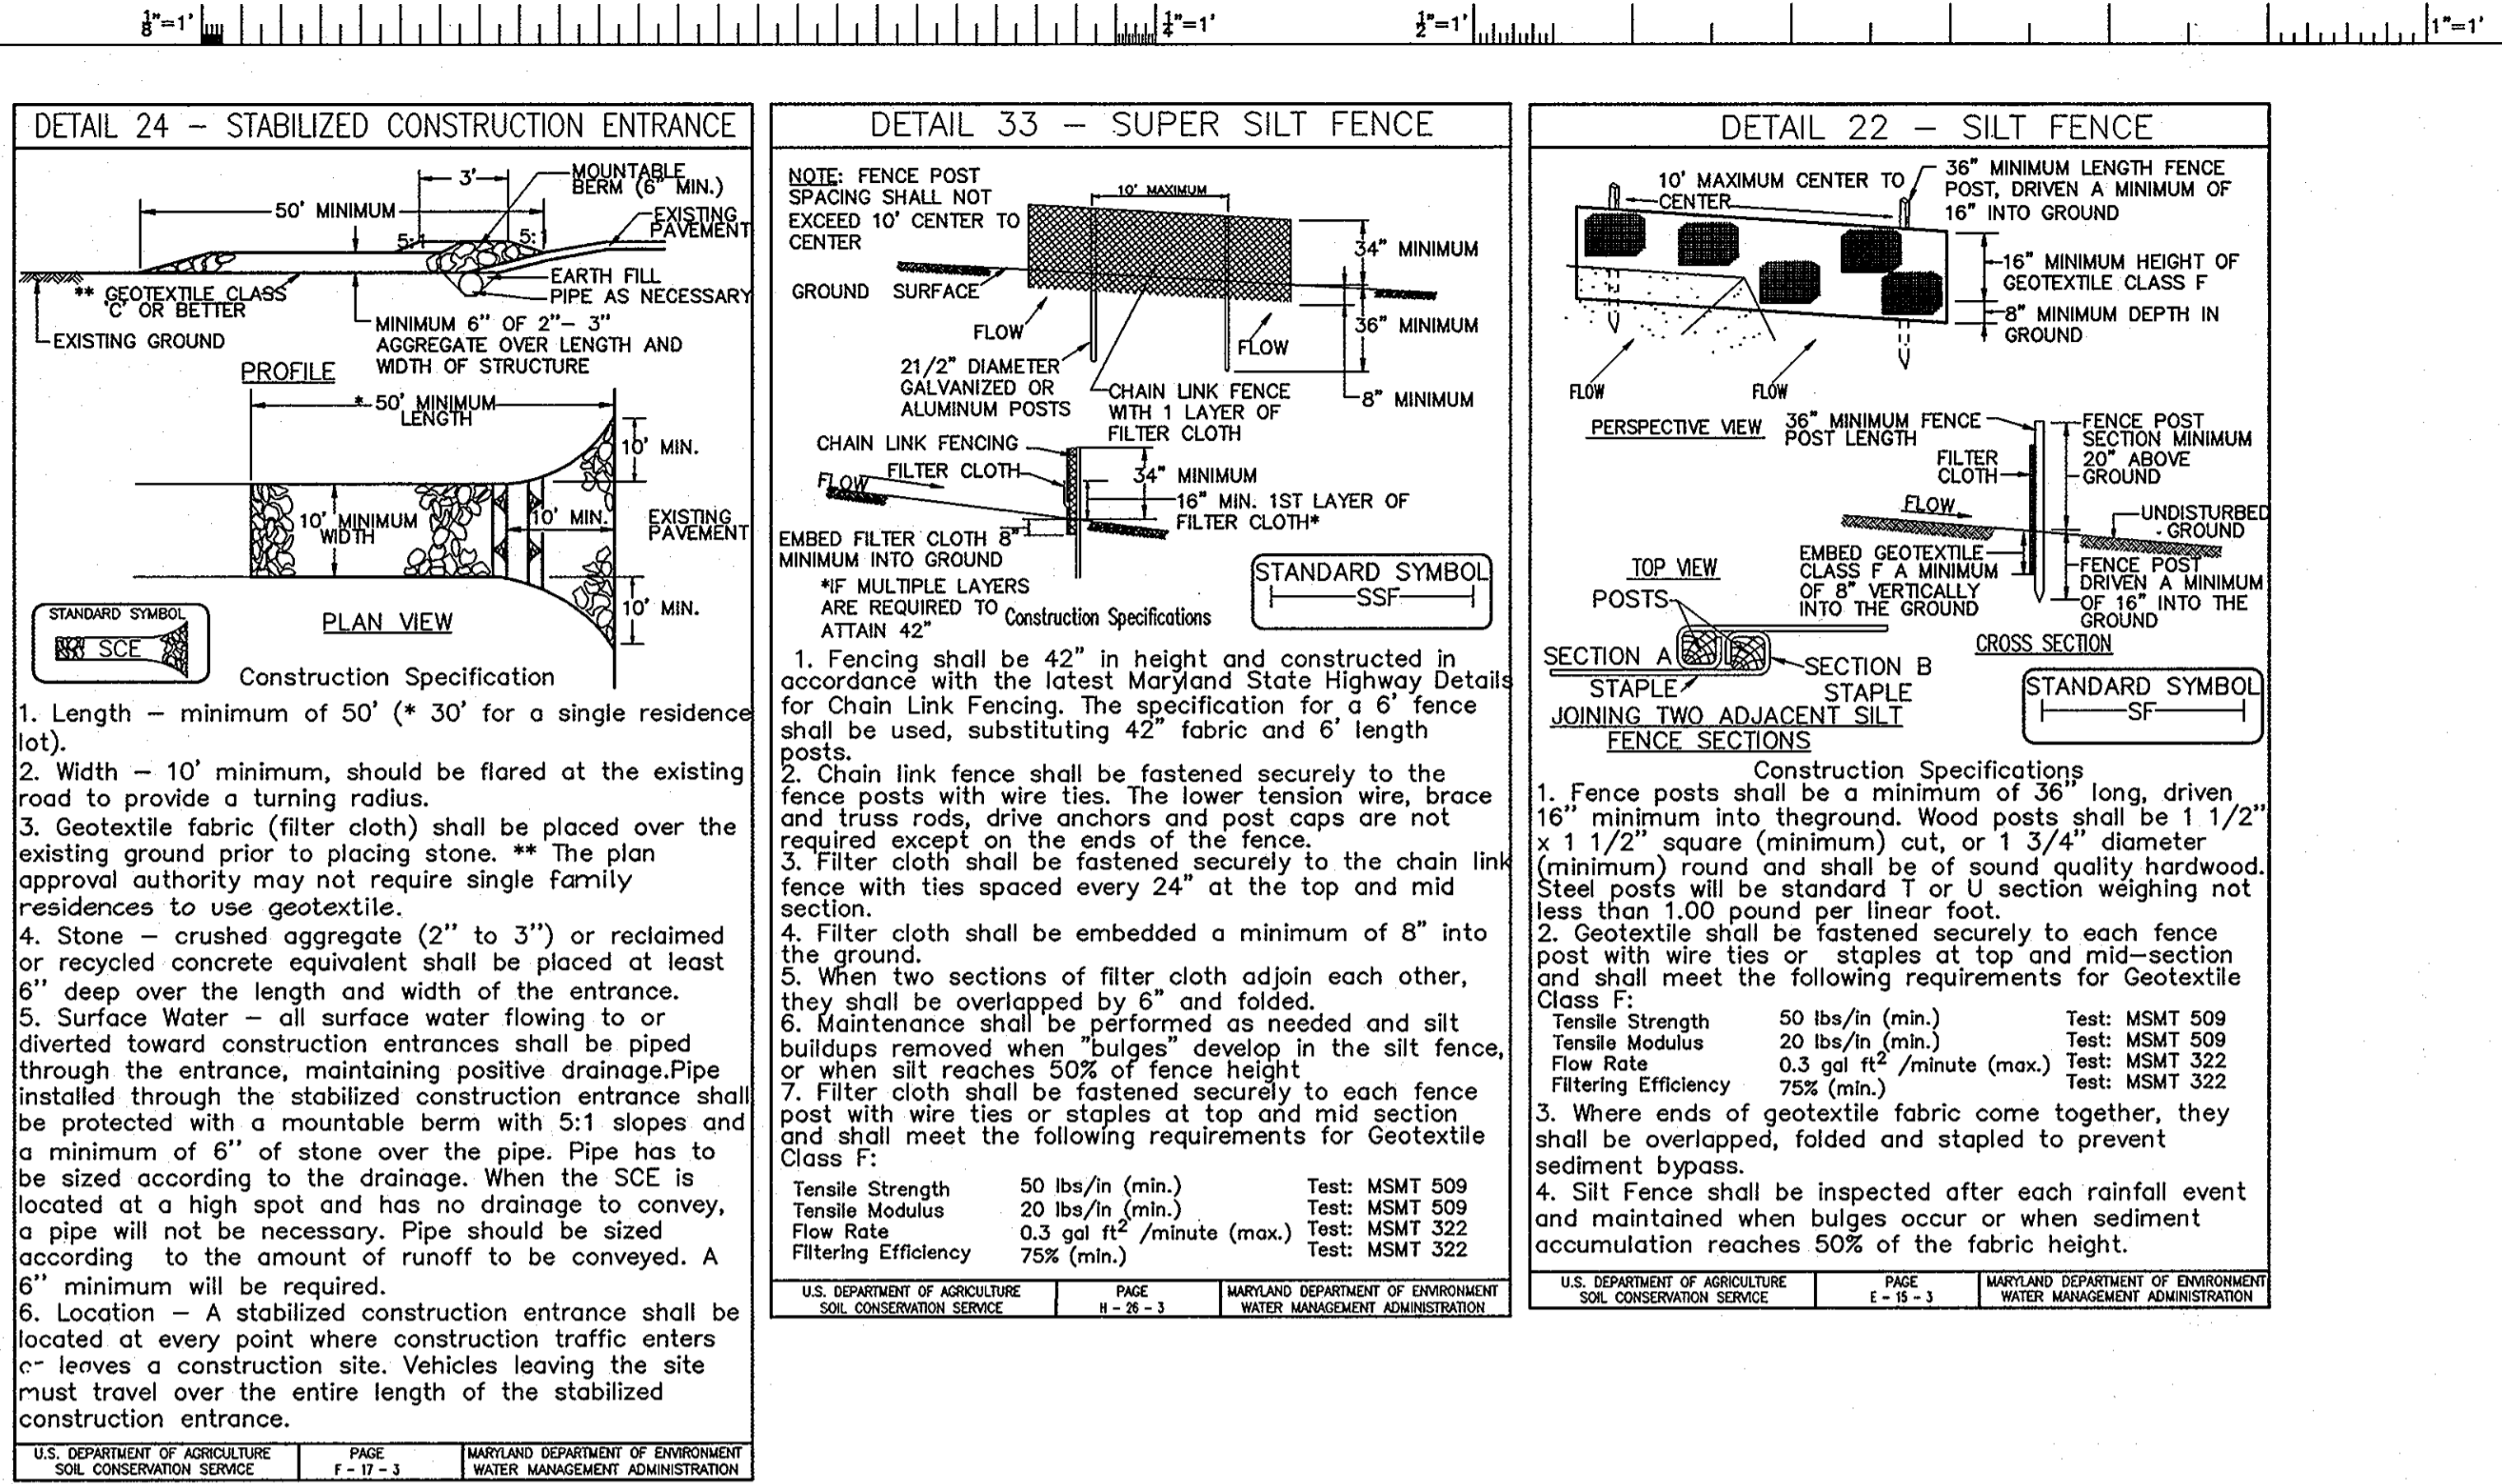 1/8"=1'
1/4"=1'
1/2"=1'
1"=1'
DETAIL 24 – STABILIZED CONSTRUCTION ENTRANCE
3'
MOUNTABLE
BERM (6" MIN.)
50' MINIMUM
EXISTING
PAVEMENT
5:1
5:1
EARTH FILL
PIPE AS NECESSARY
** GEOTEXTILE CLASS
'C' OR BETTER
MINIMUM 6" OF 2"– 3"
AGGREGATE OVER LENGTH AND
WIDTH OF STRUCTURE
EXISTING GROUND
PROFILE
* 50' MINIMUM
LENGTH
10' MIN.
10' MINIMUM
WIDTH
10' MIN.
EXISTING
PAVEMENT
10' MIN.
STANDARD SYMBOL
SCE
PLAN VIEW
Construction Specification
1. Length – minimum of 50' (* 30' for a single residence
lot).
2. Width – 10' minimum, should be flared at the existing
road to provide a turning radius.
3. Geotextile fabric (filter cloth) shall be placed over the
existing ground prior to placing stone. ** The plan
approval authority may not require single family
residences to use geotextile.
4. Stone – crushed aggregate (2" to 3") or reclaimed
or recycled concrete equivalent shall be placed at least
6" deep over the length and width of the entrance.
5. Surface Water – all surface water flowing to or
diverted toward construction entrances shall be piped
through the entrance, maintaining positive drainage.Pipe
installed through the stabilized construction entrance shall
be protected with a mountable berm with 5:1 slopes and
a minimum of 6" of stone over the pipe. Pipe has to
be sized according to the drainage. When the SCE is
located at a high spot and has no drainage to convey,
a pipe will not be necessary. Pipe should be sized
according to the amount of runoff to be conveyed. A
6" minimum will be required.
6. Location – A stabilized construction entrance shall be
located at every point where construction traffic enters
or leaves a construction site. Vehicles leaving the site
must travel over the entire length of the stabilized
construction entrance.
U.S. DEPARTMENT OF AGRICULTURE
SOIL CONSERVATION SERVICE
PAGE
F – 17 – 3
MARYLAND DEPARTMENT OF ENVIRONMENT
WATER MANAGEMENT ADMINISTRATION
DETAIL 33 – SUPER SILT FENCE
NOTE: FENCE POST
SPACING SHALL NOT
EXCEED 10' CENTER TO
CENTER
10' MAXIMUM
34" MINIMUM
GROUND SURFACE
FLOW
36" MINIMUM
FLOW
21/2" DIAMETER
GALVANIZED OR
ALUMINUM POSTS
CHAIN LINK FENCE
WITH 1 LAYER OF
FILTER CLOTH
8" MINIMUM
CHAIN LINK FENCING
FILTER CLOTH
FLOW
34" MINIMUM
16" MIN. 1ST LAYER OF
FILTER CLOTH*
EMBED FILTER CLOTH 8"
MINIMUM INTO GROUND
*IF MULTIPLE LAYERS
ARE REQUIRED TO
ATTAIN 42"
STANDARD SYMBOL
SSF
Construction Specifications
1. Fencing shall be 42" in height and constructed in
accordance with the latest Maryland State Highway Details
for Chain Link Fencing. The specification for a 6' fence
shall be used, substituting 42" fabric and 6' length
posts.
2. Chain link fence shall be fastened securely to the
fence posts with wire ties. The lower tension wire, brace
and truss rods, drive anchors and post caps are not
required except on the ends of the fence.
3. Filter cloth shall be fastened securely to the chain link
fence with ties spaced every 24" at the top and mid
section.
4. Filter cloth shall be embedded a minimum of 8" into
the ground.
5. When two sections of filter cloth adjoin each other,
they shall be overlapped by 6" and folded.
6. Maintenance shall be performed as needed and silt
buildups removed when "bulges" develop in the silt fence,
or when silt reaches 50% of fence height
7. Filter cloth shall be fastened securely to each fence
post with wire ties or staples at top and mid section
and shall meet the following requirements for Geotextile
Class F:
Tensile Strength 50 lbs/in (min.) Test: MSMT 509
Tensile Modulus 20 lbs/in (min.) Test: MSMT 509
Flow Rate 0.3 gal ft² /minute (max.) Test: MSMT 322
Filtering Efficiency 75% (min.) Test: MSMT 322
U.S. DEPARTMENT OF AGRICULTURE
SOIL CONSERVATION SERVICE
PAGE
H – 26 – 3
MARYLAND DEPARTMENT OF ENVIRONMENT
WATER MANAGEMENT ADMINISTRATION
DETAIL 22 – SILT FENCE
10' MAXIMUM CENTER TO
CENTER
36" MINIMUM LENGTH FENCE
POST, DRIVEN A MINIMUM OF
16" INTO GROUND
16" MINIMUM HEIGHT OF
GEOTEXTILE CLASS F
8" MINIMUM DEPTH IN
GROUND
FLOW
FLOW
PERSPECTIVE VIEW
36" MINIMUM FENCE
POST LENGTH
FENCE POST
SECTION MINIMUM
20" ABOVE
GROUND
FILTER
CLOTH
FLOW
UNDISTURBED
GROUND
EMBED GEOTEXTILE
CLASS F A MINIMUM
OF 8" VERTICALLY
INTO THE GROUND
FENCE POST
DRIVEN A MINIMUM
OF 16" INTO THE
GROUND
CROSS SECTION
TOP VIEW
POSTS
SECTION A
SECTION B
STAPLE
STAPLE
JOINING TWO ADJACENT SILT
FENCE SECTIONS
STANDARD SYMBOL
SF
Construction Specifications
1. Fence posts shall be a minimum of 36" long, driven
16" minimum into theground. Wood posts shall be 1 1/2"
x 1 1/2" square (minimum) cut, or 1 3/4" diameter
(minimum) round and shall be of sound quality hardwood.
Steel posts will be standard T or U section weighing not
less than 1.00 pound per linear foot.
2. Geotextile shall be fastened securely to each fence
post with wire ties or staples at top and mid–section
and shall meet the following requirements for Geotextile
Class F:
Tensile Strength 50 lbs/in (min.) Test: MSMT 509
Tensile Modulus 20 lbs/in (min.) Test: MSMT 509
Flow Rate 0.3 gal ft² /minute (max.) Test: MSMT 322
Filtering Efficiency 75% (min.) Test: MSMT 322
3. Where ends of geotextile fabric come together, they
shall be overlapped, folded and stapled to prevent
sediment bypass.
4. Silt Fence shall be inspected after each rainfall event
and maintained when bulges occur or when sediment
accumulation reaches 50% of the fabric height.
U.S. DEPARTMENT OF AGRICULTURE
SOIL CONSERVATION SERVICE
PAGE
E – 15 – 3
MARYLAND DEPARTMENT OF ENVIRONMENT
WATER MANAGEMENT ADMINISTRATION